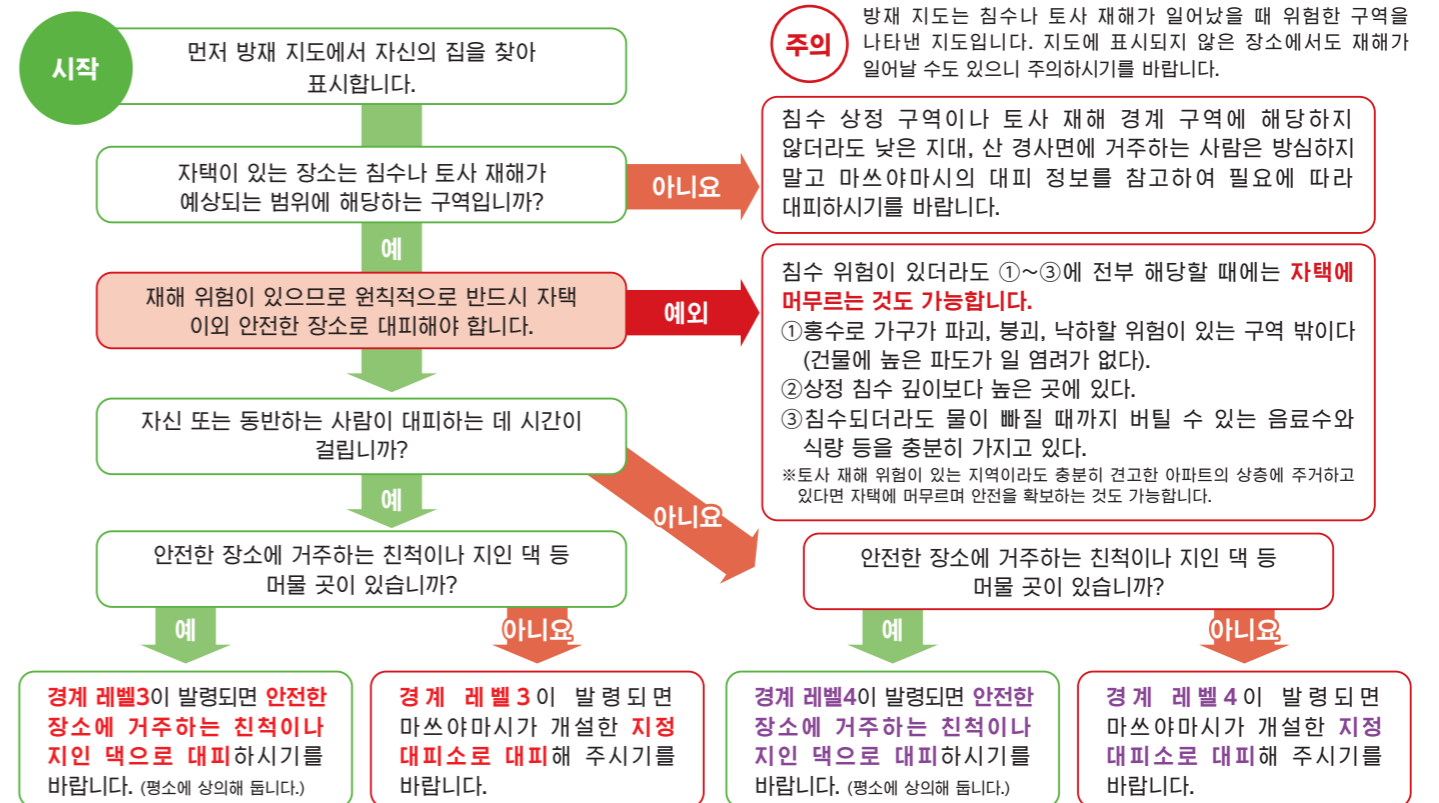 시작
먼저 방재 지도에서 자신의 집을 찾아
표시합니다.
주의
방재 지도는 침수나 토사 재해가 일어났을 때 위험한 구역을
나타낸 지도입니다. 지도에 표시되지 않은 장소에서도 재해가
일어날 수도 있으니 주의하시기를 바랍니다.
자택이 있는 장소는 침수나 토사 재해가
예상되는 범위에 해당하는 구역입니까?
아니요
침수 상정 구역이나 토사 재해 경계 구역에 해당하지
않더라도 낮은 지대, 산 경사면에 거주하는 사람은 방심하지
말고 마쓰야마시의 대피 정보를 참고하여 필요에 따라
대피하시기를 바랍니다.
예
재해 위험이 있으므로 원칙적으로 반드시 자택
이외 안전한 장소로 대피해야 합니다.
예외
침수 위험이 있더라도 ①~③에 전부 해당할 때에는 자택에
머무르는 것도 가능합니다.
①홍수로 가구가 파괴, 붕괴, 낙하할 위험이 있는 구역 밖이다
(건물에 높은 파도가 일 염려가 없다).
②상정 침수 깊이보다 높은 곳에 있다.
③침수되더라도 물이 빠질 때까지 버틸 수 있는 음료수와
식량 등을 충분히 가지고 있다.
※토사 재해 위험이 있는 지역이라도 충분히 견고한 아파트의 상층에 주거하고
있다면 자택에 머무르며 안전을 확보하는 것도 가능합니다.
자신 또는 동반하는 사람이 대피하는 데 시간이
걸립니까?
예
아니요
안전한 장소에 거주하는 친척이나 지인 댁 등
머물 곳이 있습니까?
안전한 장소에 거주하는 친척이나 지인 댁 등
머물 곳이 있습니까?
예
아니요
예
아니요
경계 레벨3이 발령되면 안전한
장소에 거주하는 친척이나
지인 댁으로 대피하시기를
바랍니다. (평소에 상의해 둡니다.)
경계 레벨3이 발령되면
마쓰야마시가 개설한 지정
대피소로 대피해 주시기를
바랍니다.
경계 레벨4이 발령되면 안전한
장소에 거주하는 친척이나
지인 댁으로 대피하시기를
바랍니다. (평소에 상의해 둡니다.)
경계 레벨4이 발령되면
마쓰야마시가 개설한 지정
대피소로 대피해 주시기를
바랍니다.